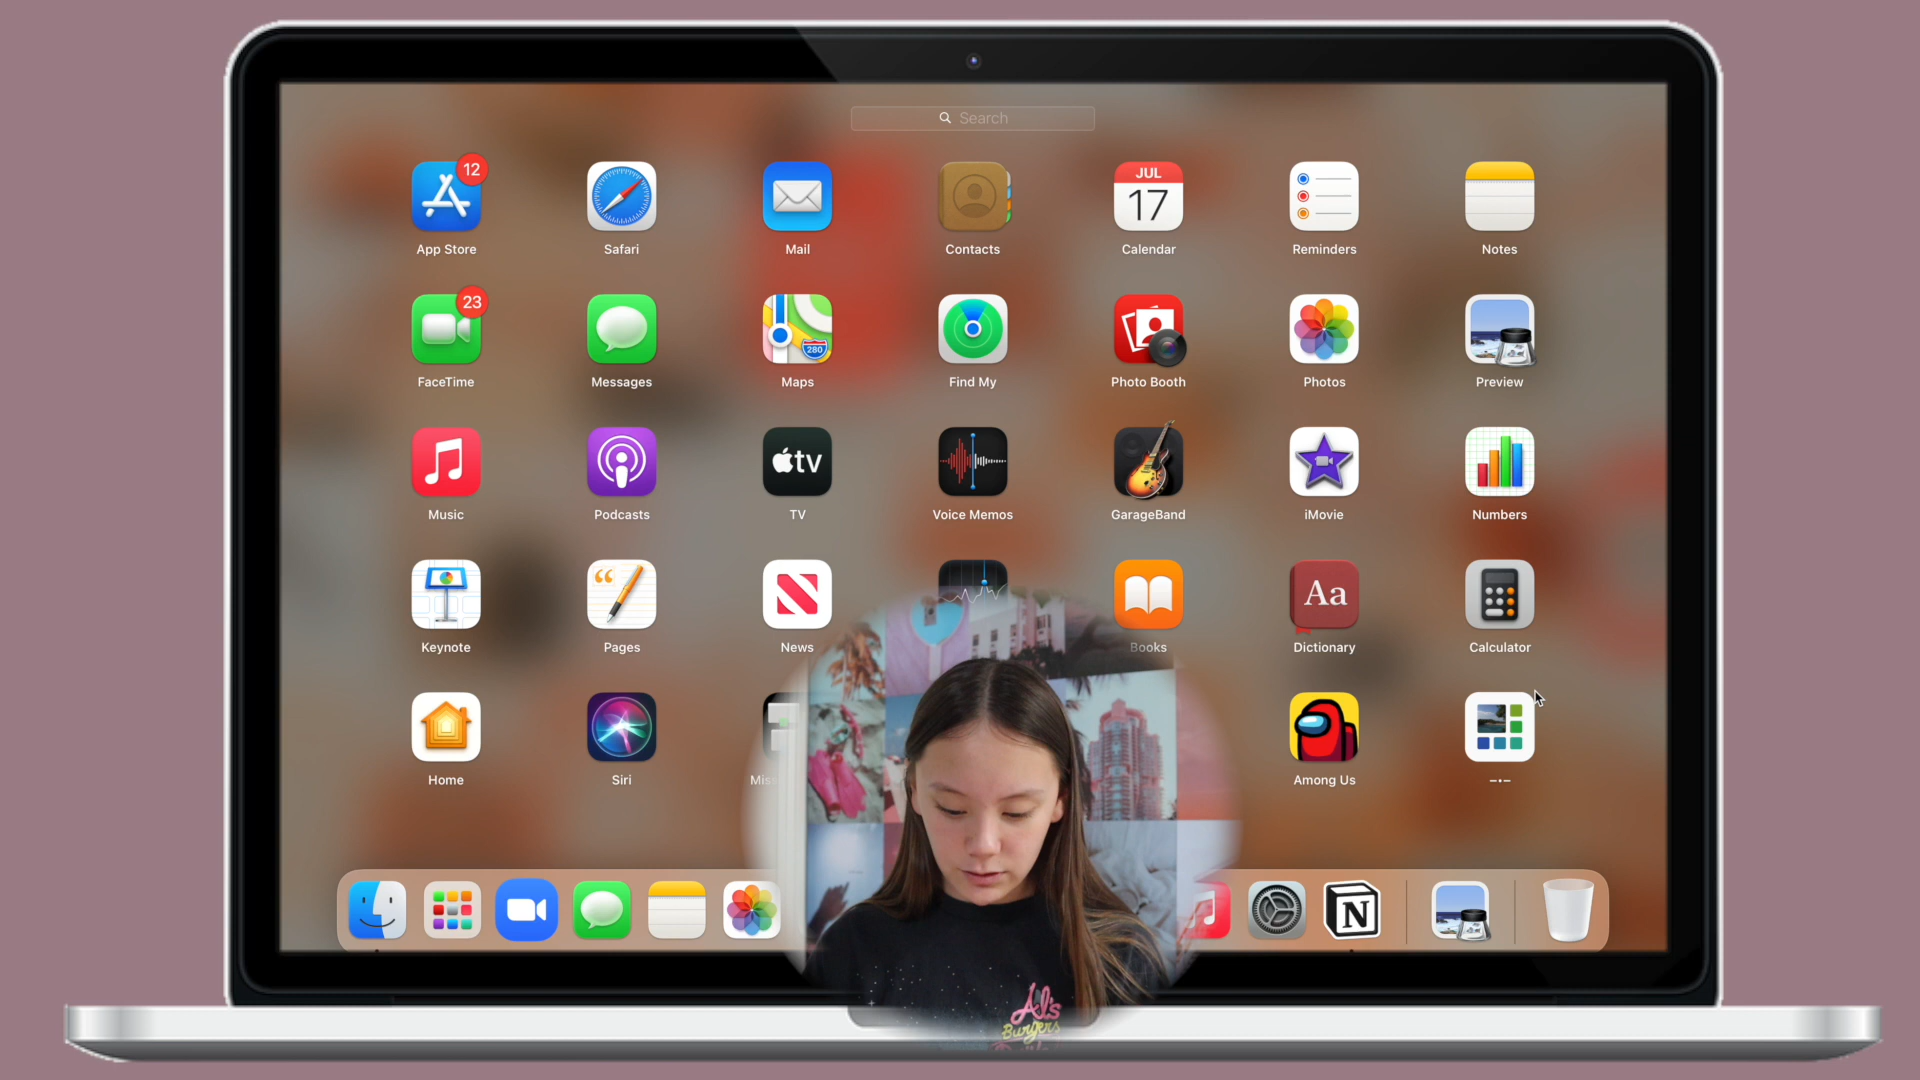 Search
12
JUL
17
App Store
Safari
Mail
Contacts
Calendar
Reminders
Notes
23
280
FaceTime
Messages
Maps
Find My
Photo Booth
Photos
Preview
tv
Music
Podcasts
TV
Voice Memos
GarageBand
iMovie
Numbers
Aa
Keynote
Pages
News
Books
Dictionary
Calculator
Home
Siri
Among Us
N
Al's
Burgers